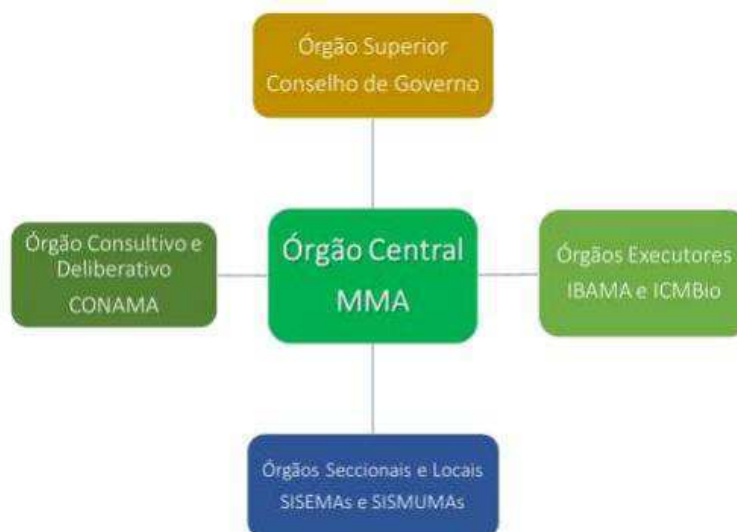 Órgão Superior
Conselho de Governo
Órgão Consultivo e
Deliberativo
CONAMA
Órgão Central
MMA
Órgãos Executores
IBAMA e ICMBio
Órgãos Seccionais e Locais
SISEMAs e SISMUMAs